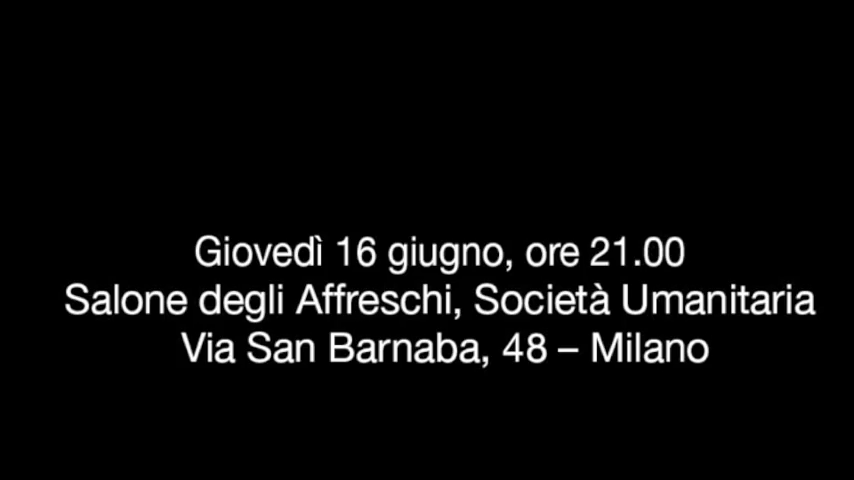 Giovedì 16 giugno, ore 21.00
Salone degli Affreschi, Società Umanitaria
Via San Barnaba, 48 – Milano